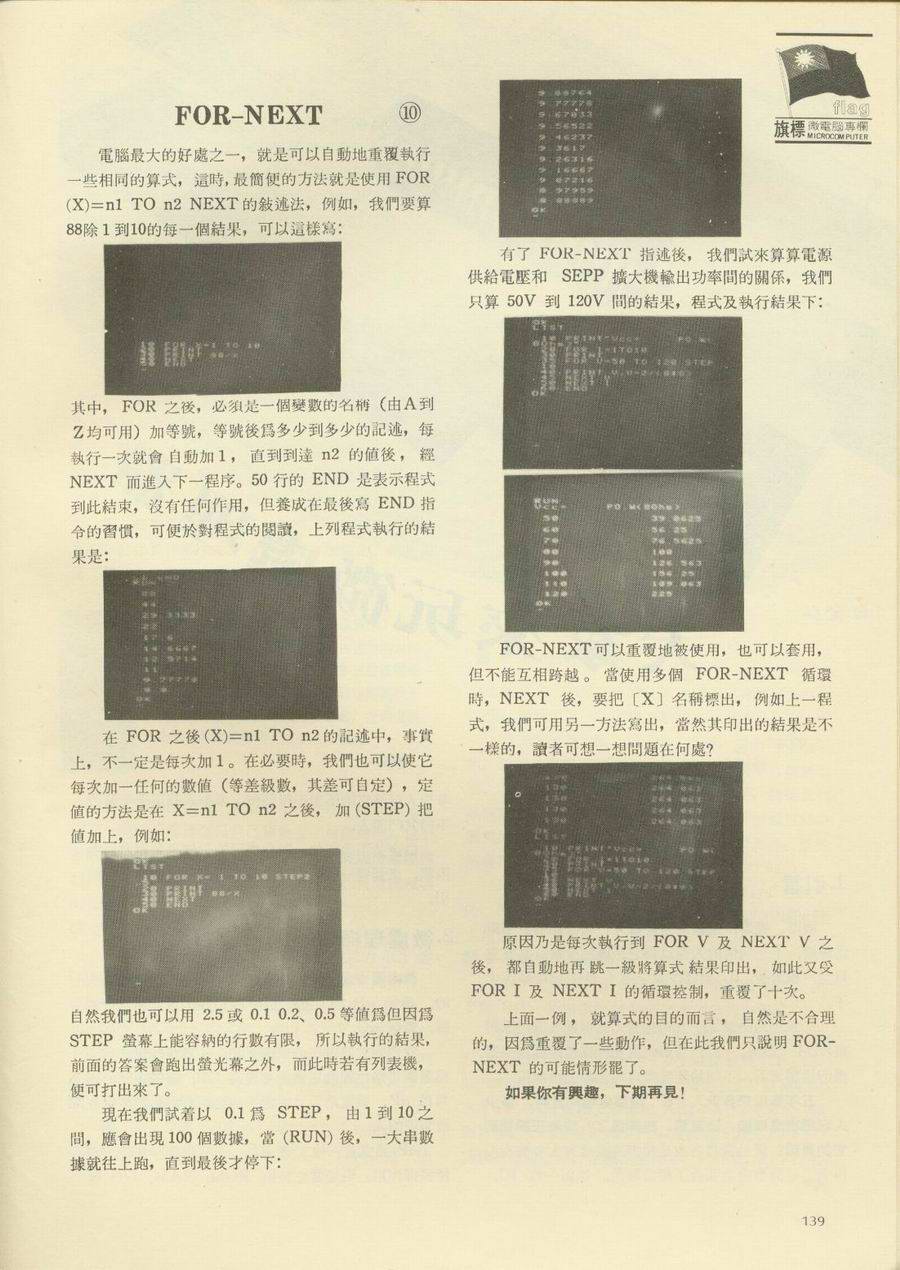 FOR-NEXT ⑩
電腦最大的好處之一，就是可以自動地重覆執行
一些相同的算式，這時,最簡便的方法就是使用 FOR
(X)=n1 TO n2 NEXT 的敍述法，例如，我們要算
88除 1 到10的每一個結果，可以這樣寫：
10 FOR X=1 TO 10
PRINT 88/X
END
其中， FOR 之後，必須是一個變數的名稱（由A到
Z均可用）加等號，等號後爲多少到多少的記述，每
執行一次就會自動加 1 ， 直到到達 n2 的値後 ， 經
NEXT 而進入下一程序。50 行的 END 是表示程式
到此結束，沒有任何作用，但養成在最後寫 END 指
令的習慣，可便於對程式的閱讀，上列程式執行的結
果是：
RUN
88
44
29.3333
22
17.6
14.6667
12.5714
11
9.77778
8.8
OK
在 FOR 之後 (X)=n1 TO n2 的記述中，事實
上，不一定是每次加 1 。在必要時，我們也可以使它
每次加一任何的數値（等差級數，其差可自定），定
値的方法是在 X=n1 TO n2 之後， 加 (STEP) 把
値加上，例如：
LIST
10 FOR X= 1 TO 10 STEP2
PRINT 88/X
NEXT
END
OK
自然我們也可以用 2.5 或 0.1 0.2、0.5 等値爲但因爲
STEP 螢幕上能容納的行數有限， 所以執行的結果,
前面的答案會跑出螢光幕之外，而此時若有列表機，
便可打出來了。
現在我們試着以 0.1 爲 STEP ， 由 1 到 10 之
間，應會出現 100 個數據，當 (RUN) 後，一大串數
據就往上跑，直到最後才停下：
flag
旗標 微電腦專欄
MICROCOMPUTER
9.88764
9.77778
9.67033
9.56522
9.46237
9.3617
9.26316
9.16667
9.07216
8.97959
8.88889
OK
有了 FOR-NEXT 指述後， 我們試來算算電源
供給電壓和 SEPP 擴大機輸出功率間的關係，我們
只算 50V 到 120V 間的結果，程式及執行結果下：
OK
LIST
10 PRINT"Vcc= PO.W(
FOR I=1TO10
FOR V=50 TO 120 STEP
OK
RUN
Vcc= PO.W(8Ohm)
50 39.0625
60 56.25
70 76.5625
80 100
90 126.563
100 156.25
110 189.063
120 225
OK
FOR-NEXT 可以重覆地被使用，也可以套用，
但不能互相跨越 。 當使用多個 FOR-NEXT 循環
時，NEXT 後，要把〔X〕名稱標出， 例如上一程
式，我們可用另一方法寫出，當然其印出的結果是不
一樣的，讀者可想一想問題在何處?
130 264.063
130 264.063
130 264.063
130 264.063
OK
LIST
10 PRINT"Vcc= PO.W(
FOR I=1TO10
FOR V=50 TO 120 STEP
OK
原因乃是每次執行到 FOR V 及 NEXT V 之
後， 都自動地再跳一級將算式結果印出，如此又受
FOR I 及 NEXT I 的循環控制，重覆了十次。
上面一例， 就算式的目的而言， 自然是不合理
的，因爲重覆了一些動作，但在此我們只說明 FOR-
NEXT 的可能情形罷了。
如果你有興趣，下期再見！
139